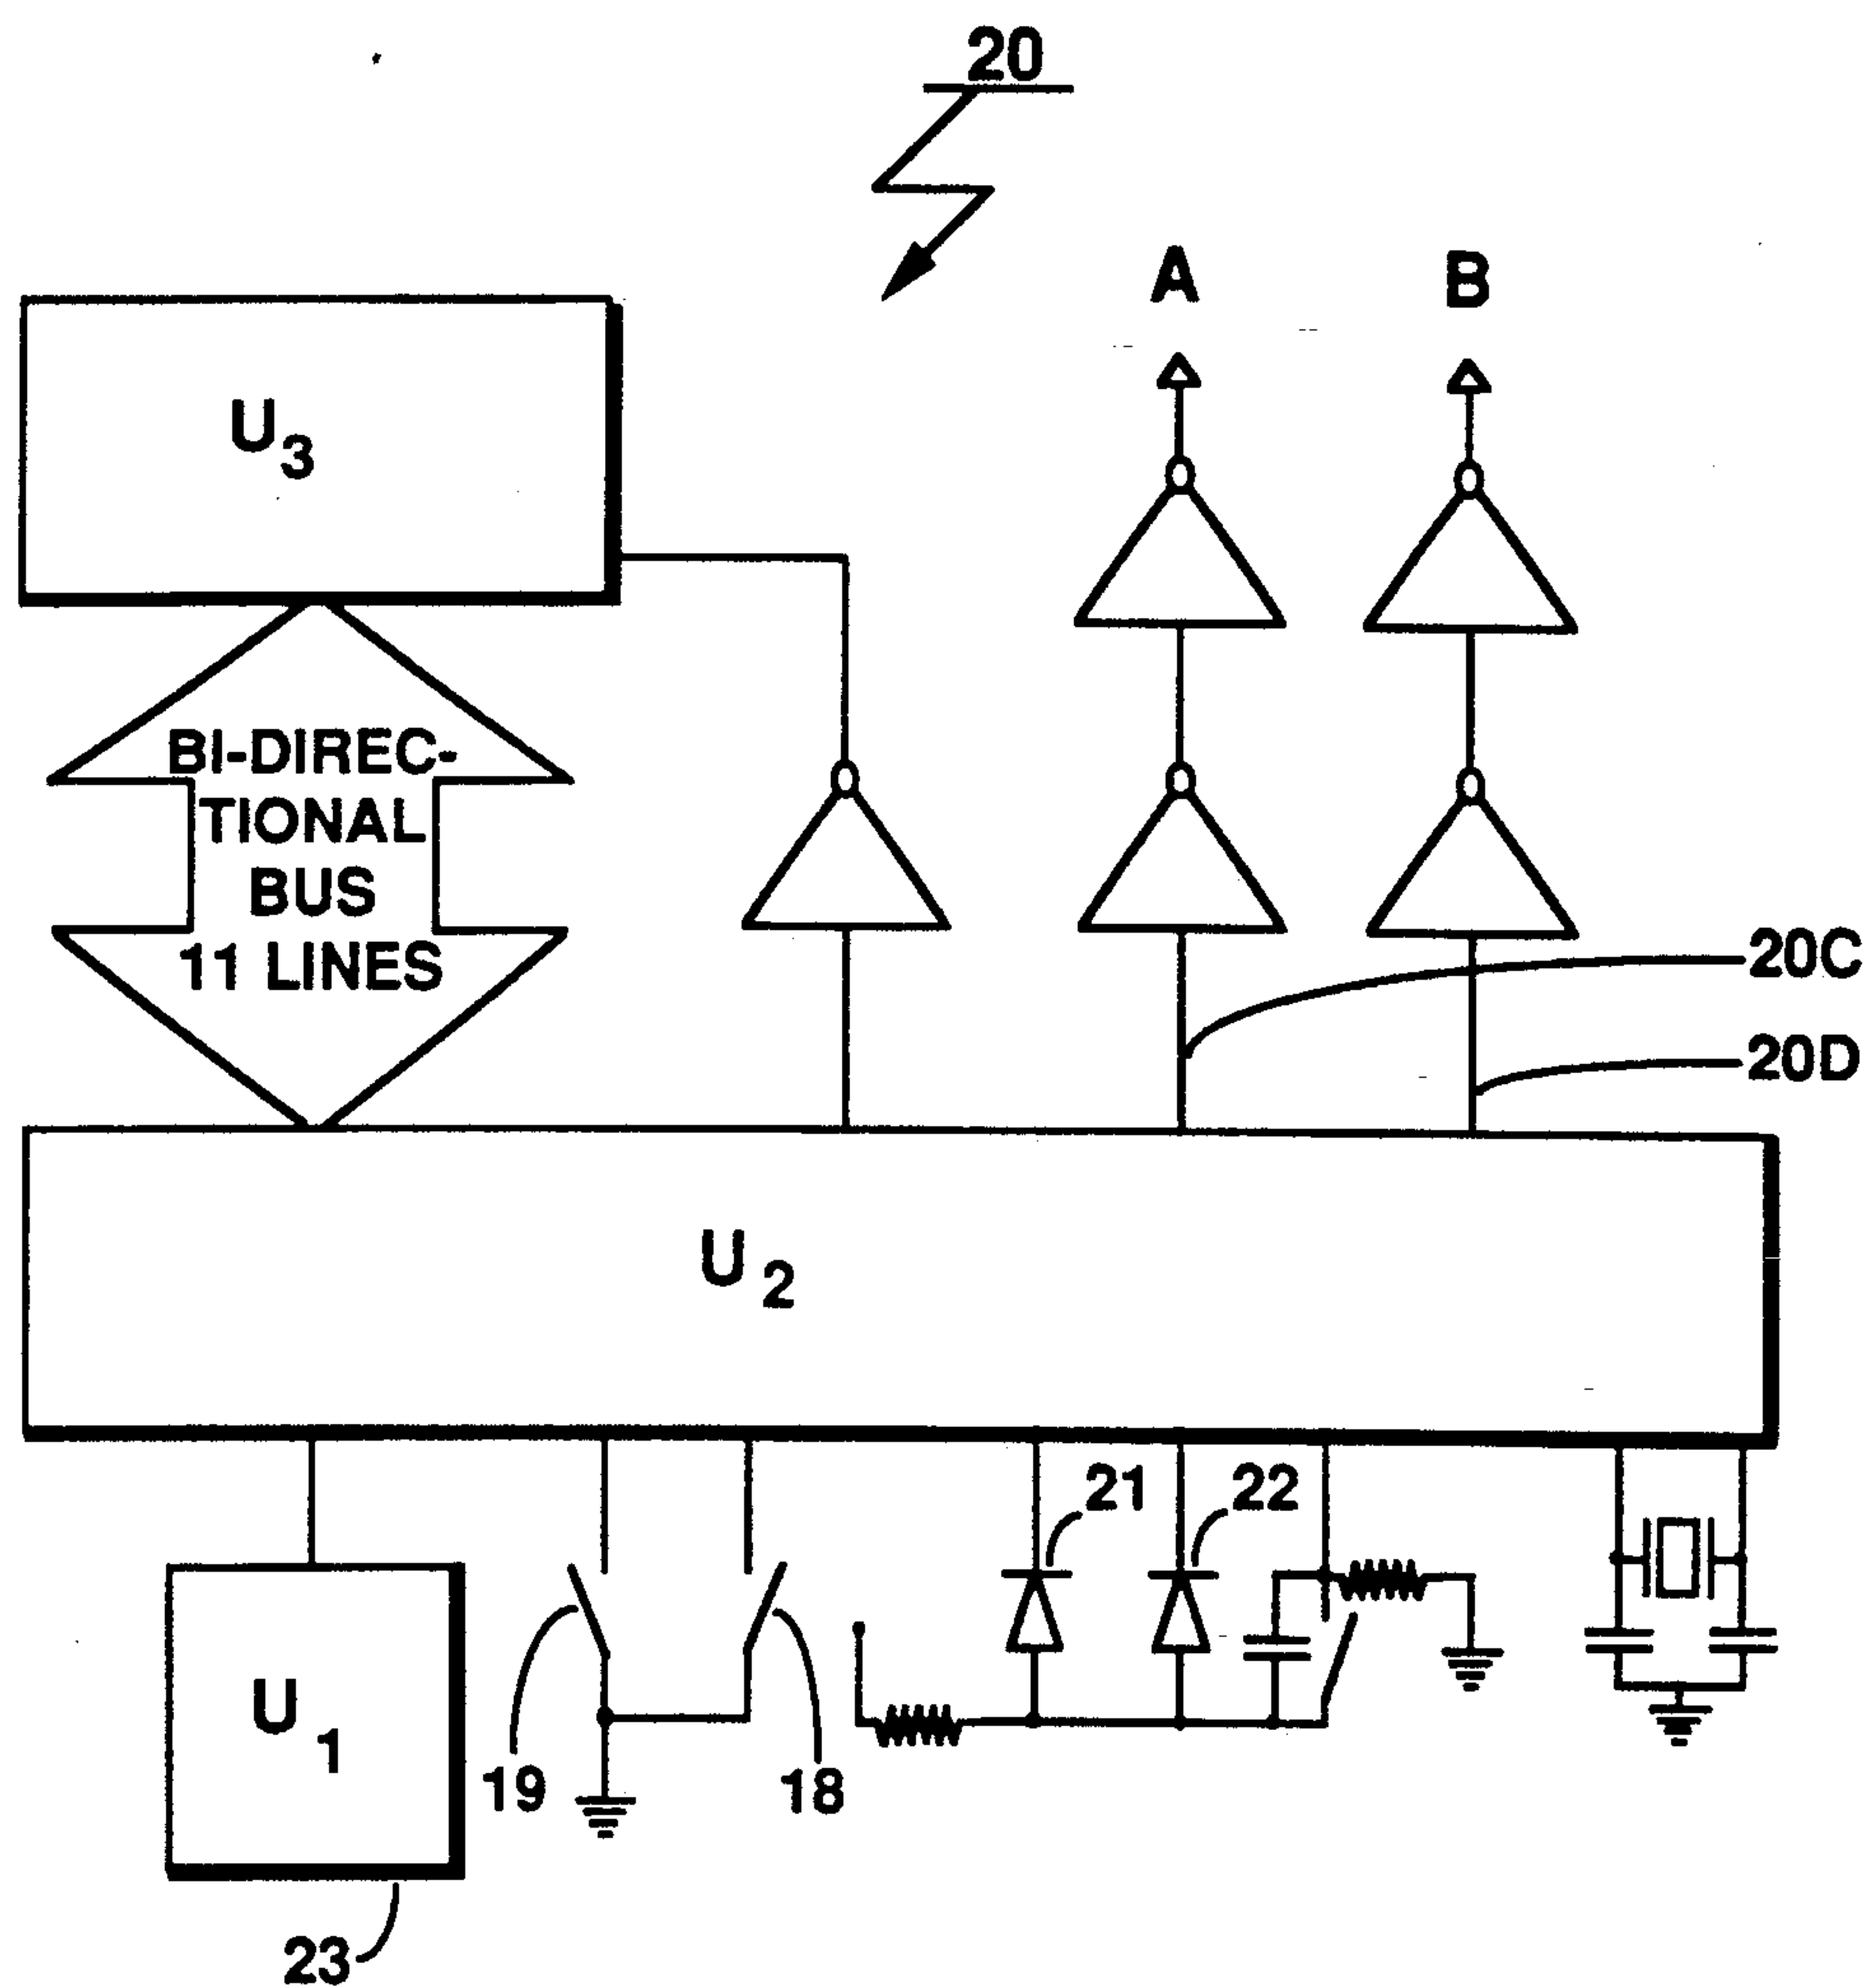 20
A
B
U3
BI-DIREC-
TIONAL
BUS
11 LINES
20C
20D
U2
21
22
U1
19
18
23